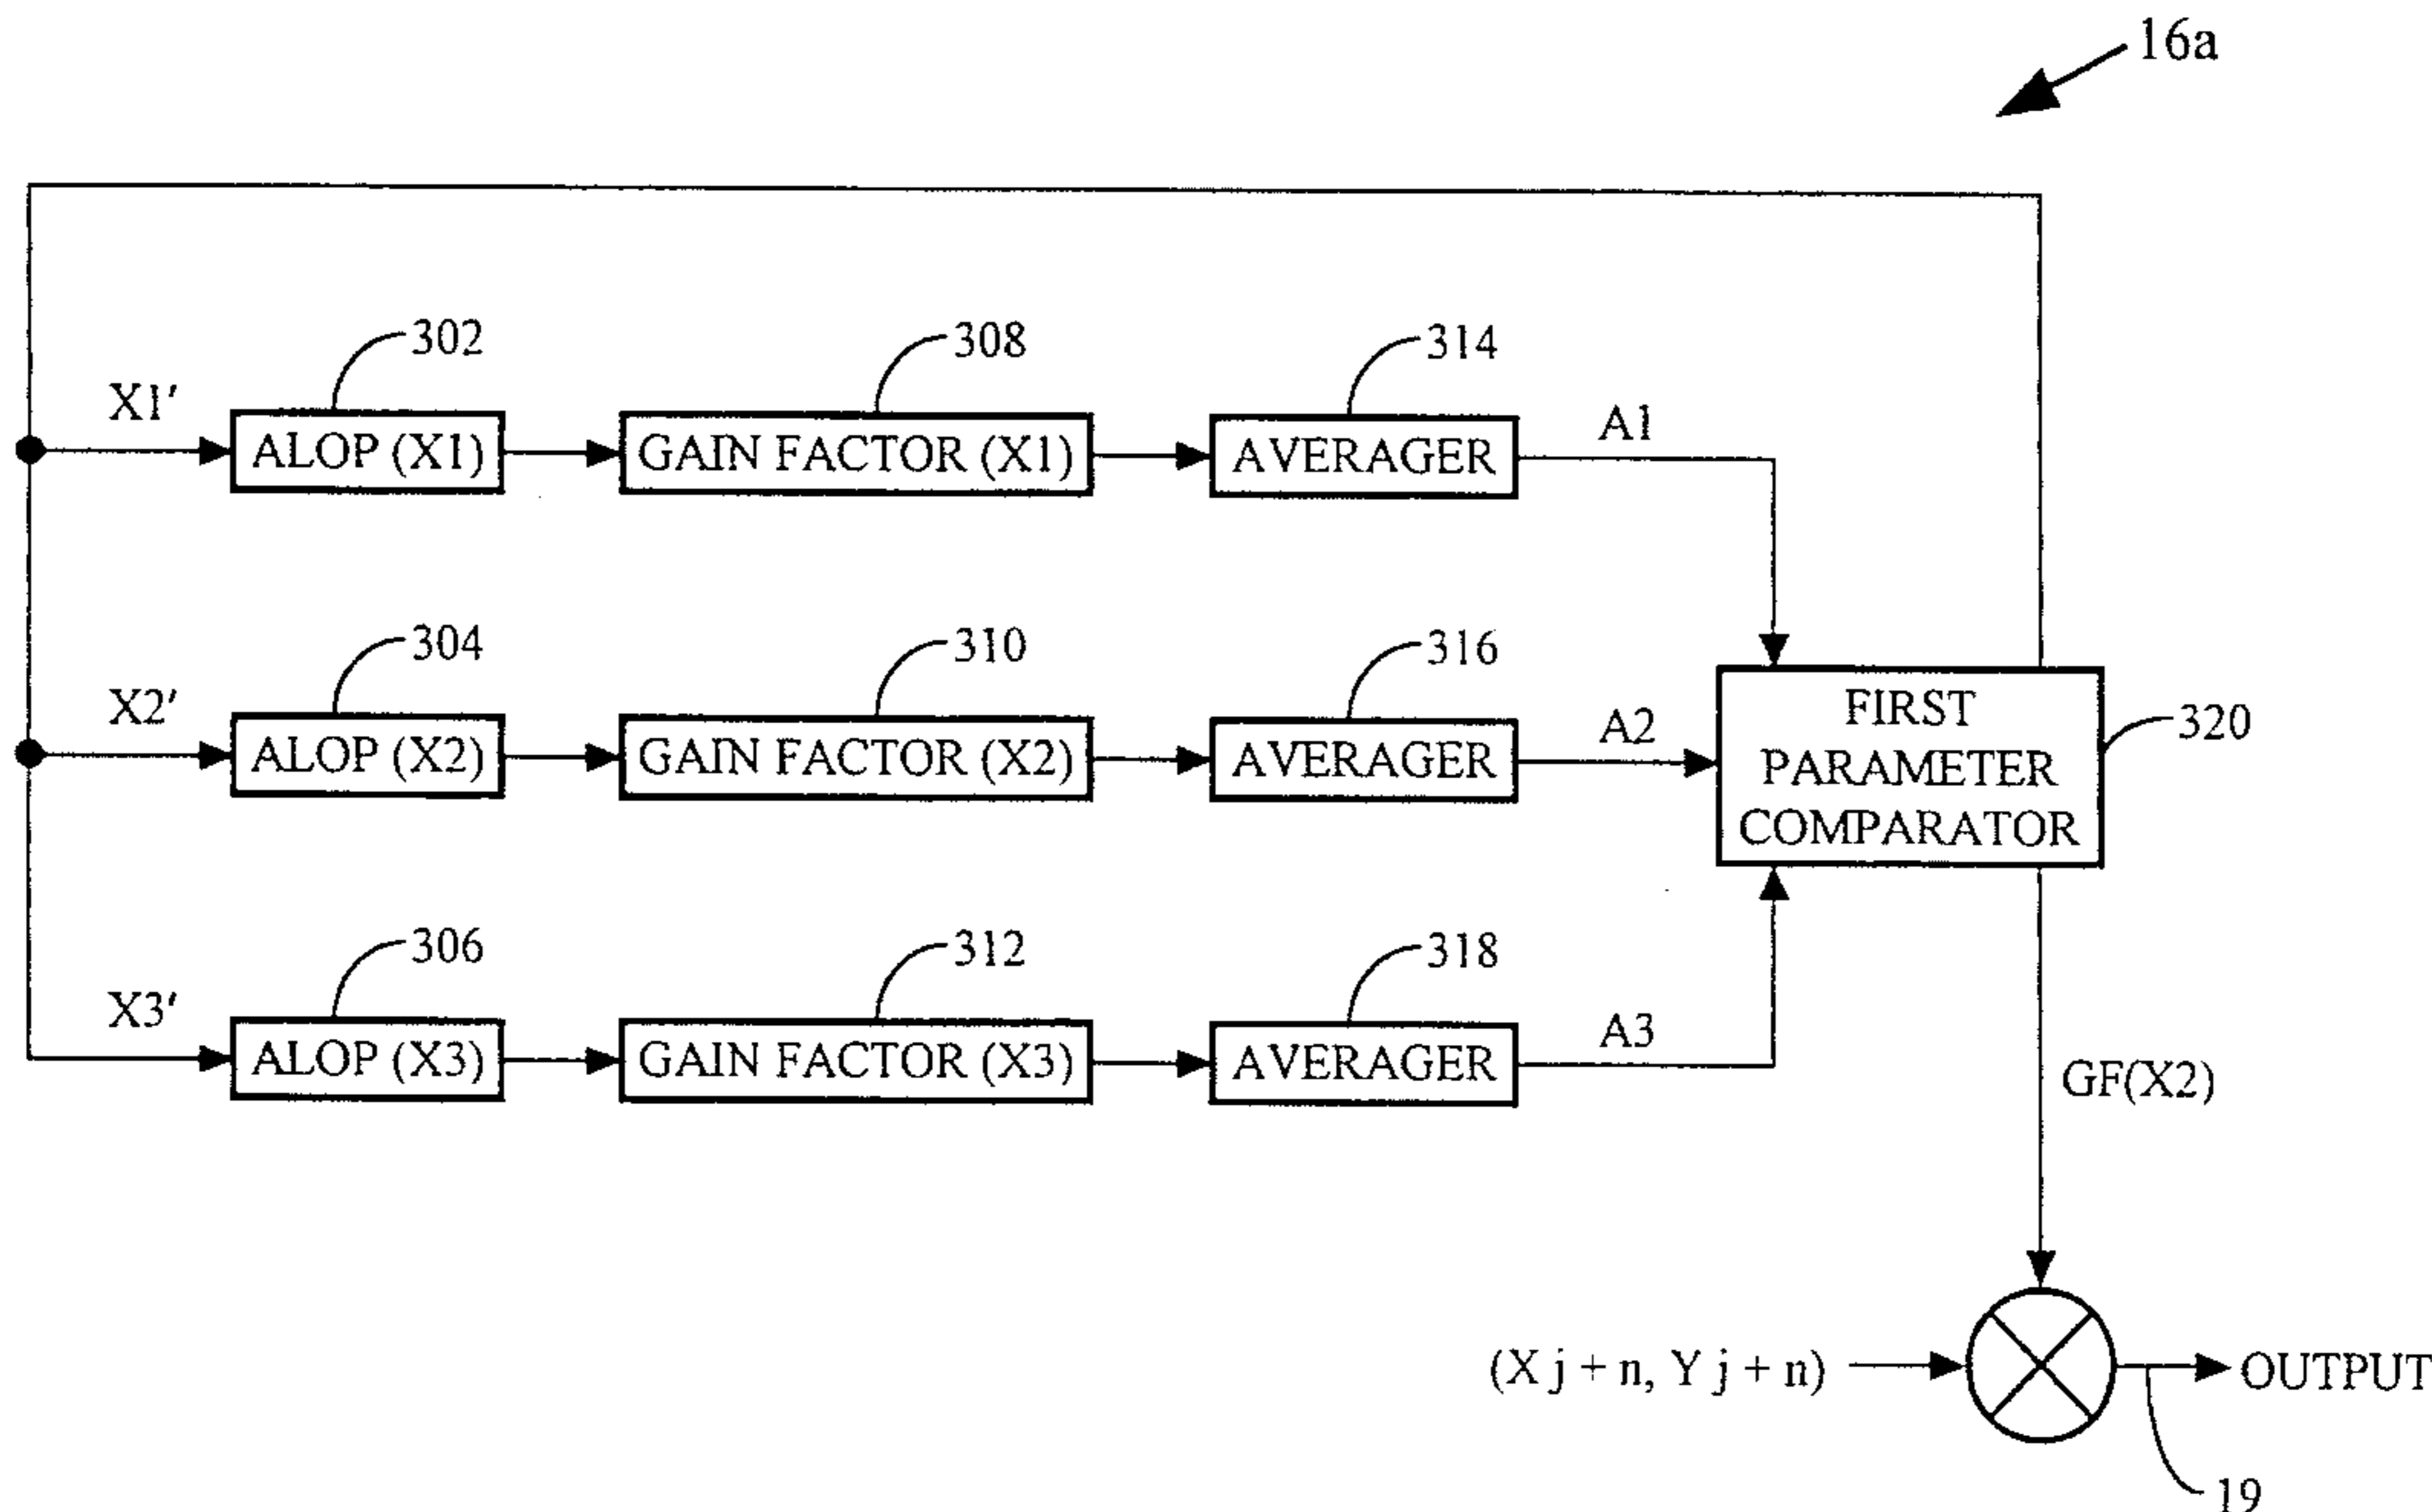 16a
302
308
314
X1'
ALOP (X1)
GAIN FACTOR (X1)
AVERAGER
A1
304
310
316
X2'
ALOP (X2)
GAIN FACTOR (X2)
AVERAGER
A2
FIRST
PARAMETER
COMPARATOR
320
306
312
318
X3'
ALOP (X3)
GAIN FACTOR (X3)
AVERAGER
A3
GF(X2)
(X j + n, Y j + n)
OUTPUT
19